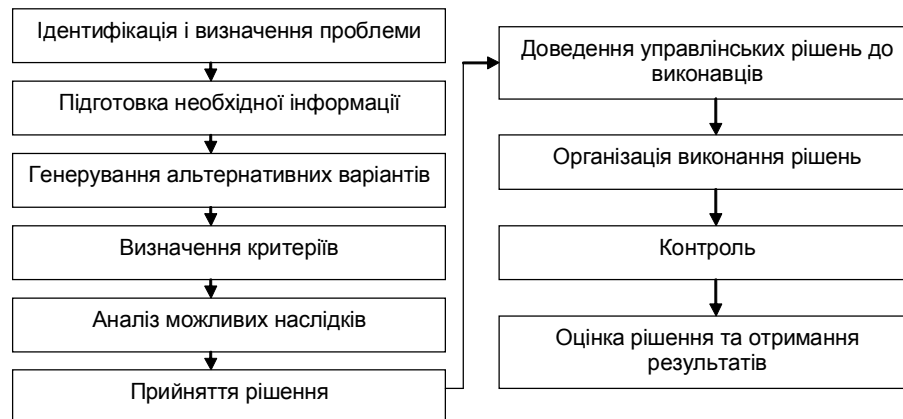 Ідентифікація і визначення проблеми
Підготовка необхідної інформації
Генерування альтернативних варіантів
Визначення критеріїв
Аналіз можливих наслідків
Прийняття рішення
Доведення управлінських рішень до
виконавців
Організація виконання рішень
Контроль
Оцінка рішення та отримання
результатів